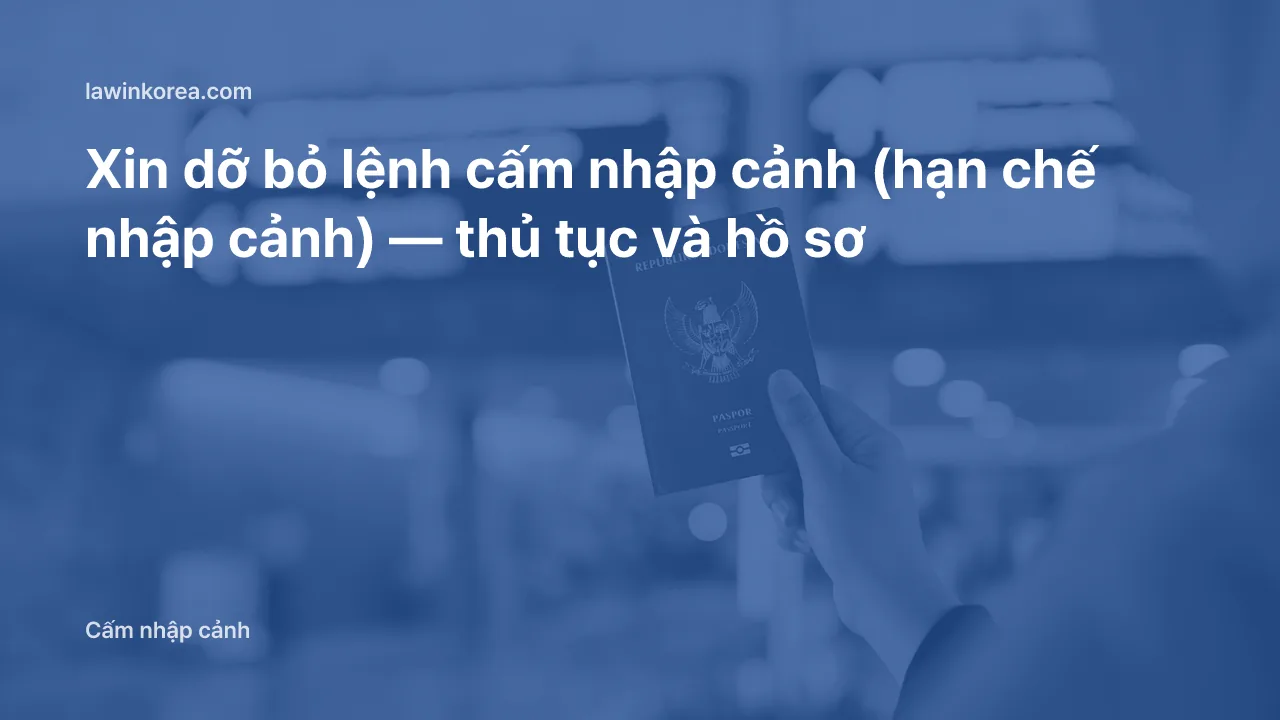 lawinkorea.com
Xin dỡ bỏ lệnh cấm nhập cảnh (hạn chế
nhập cảnh) — thủ tục và hồ sơ
PASPOR
Cấm nhập cảnh